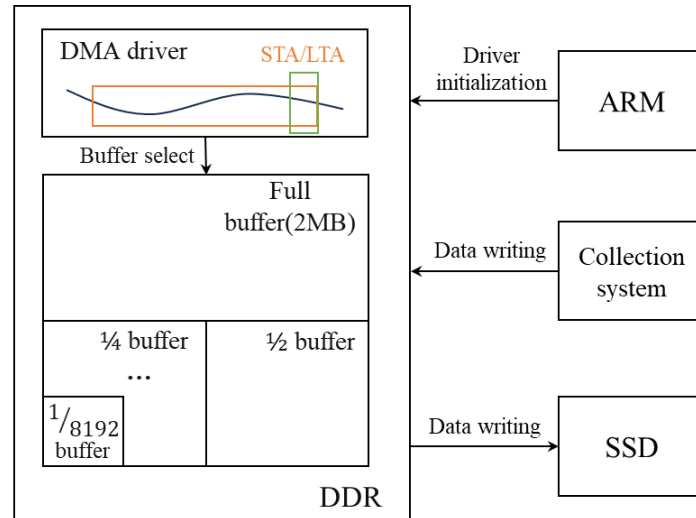 DMA driver
STA/LTA
Buffer select
Full
buffer(2MB)
¼ buffer
...
½ buffer
1/8192
buffer
DDR
Driver
initialization
ARM
Data writing
Collection
system
Data writing
SSD